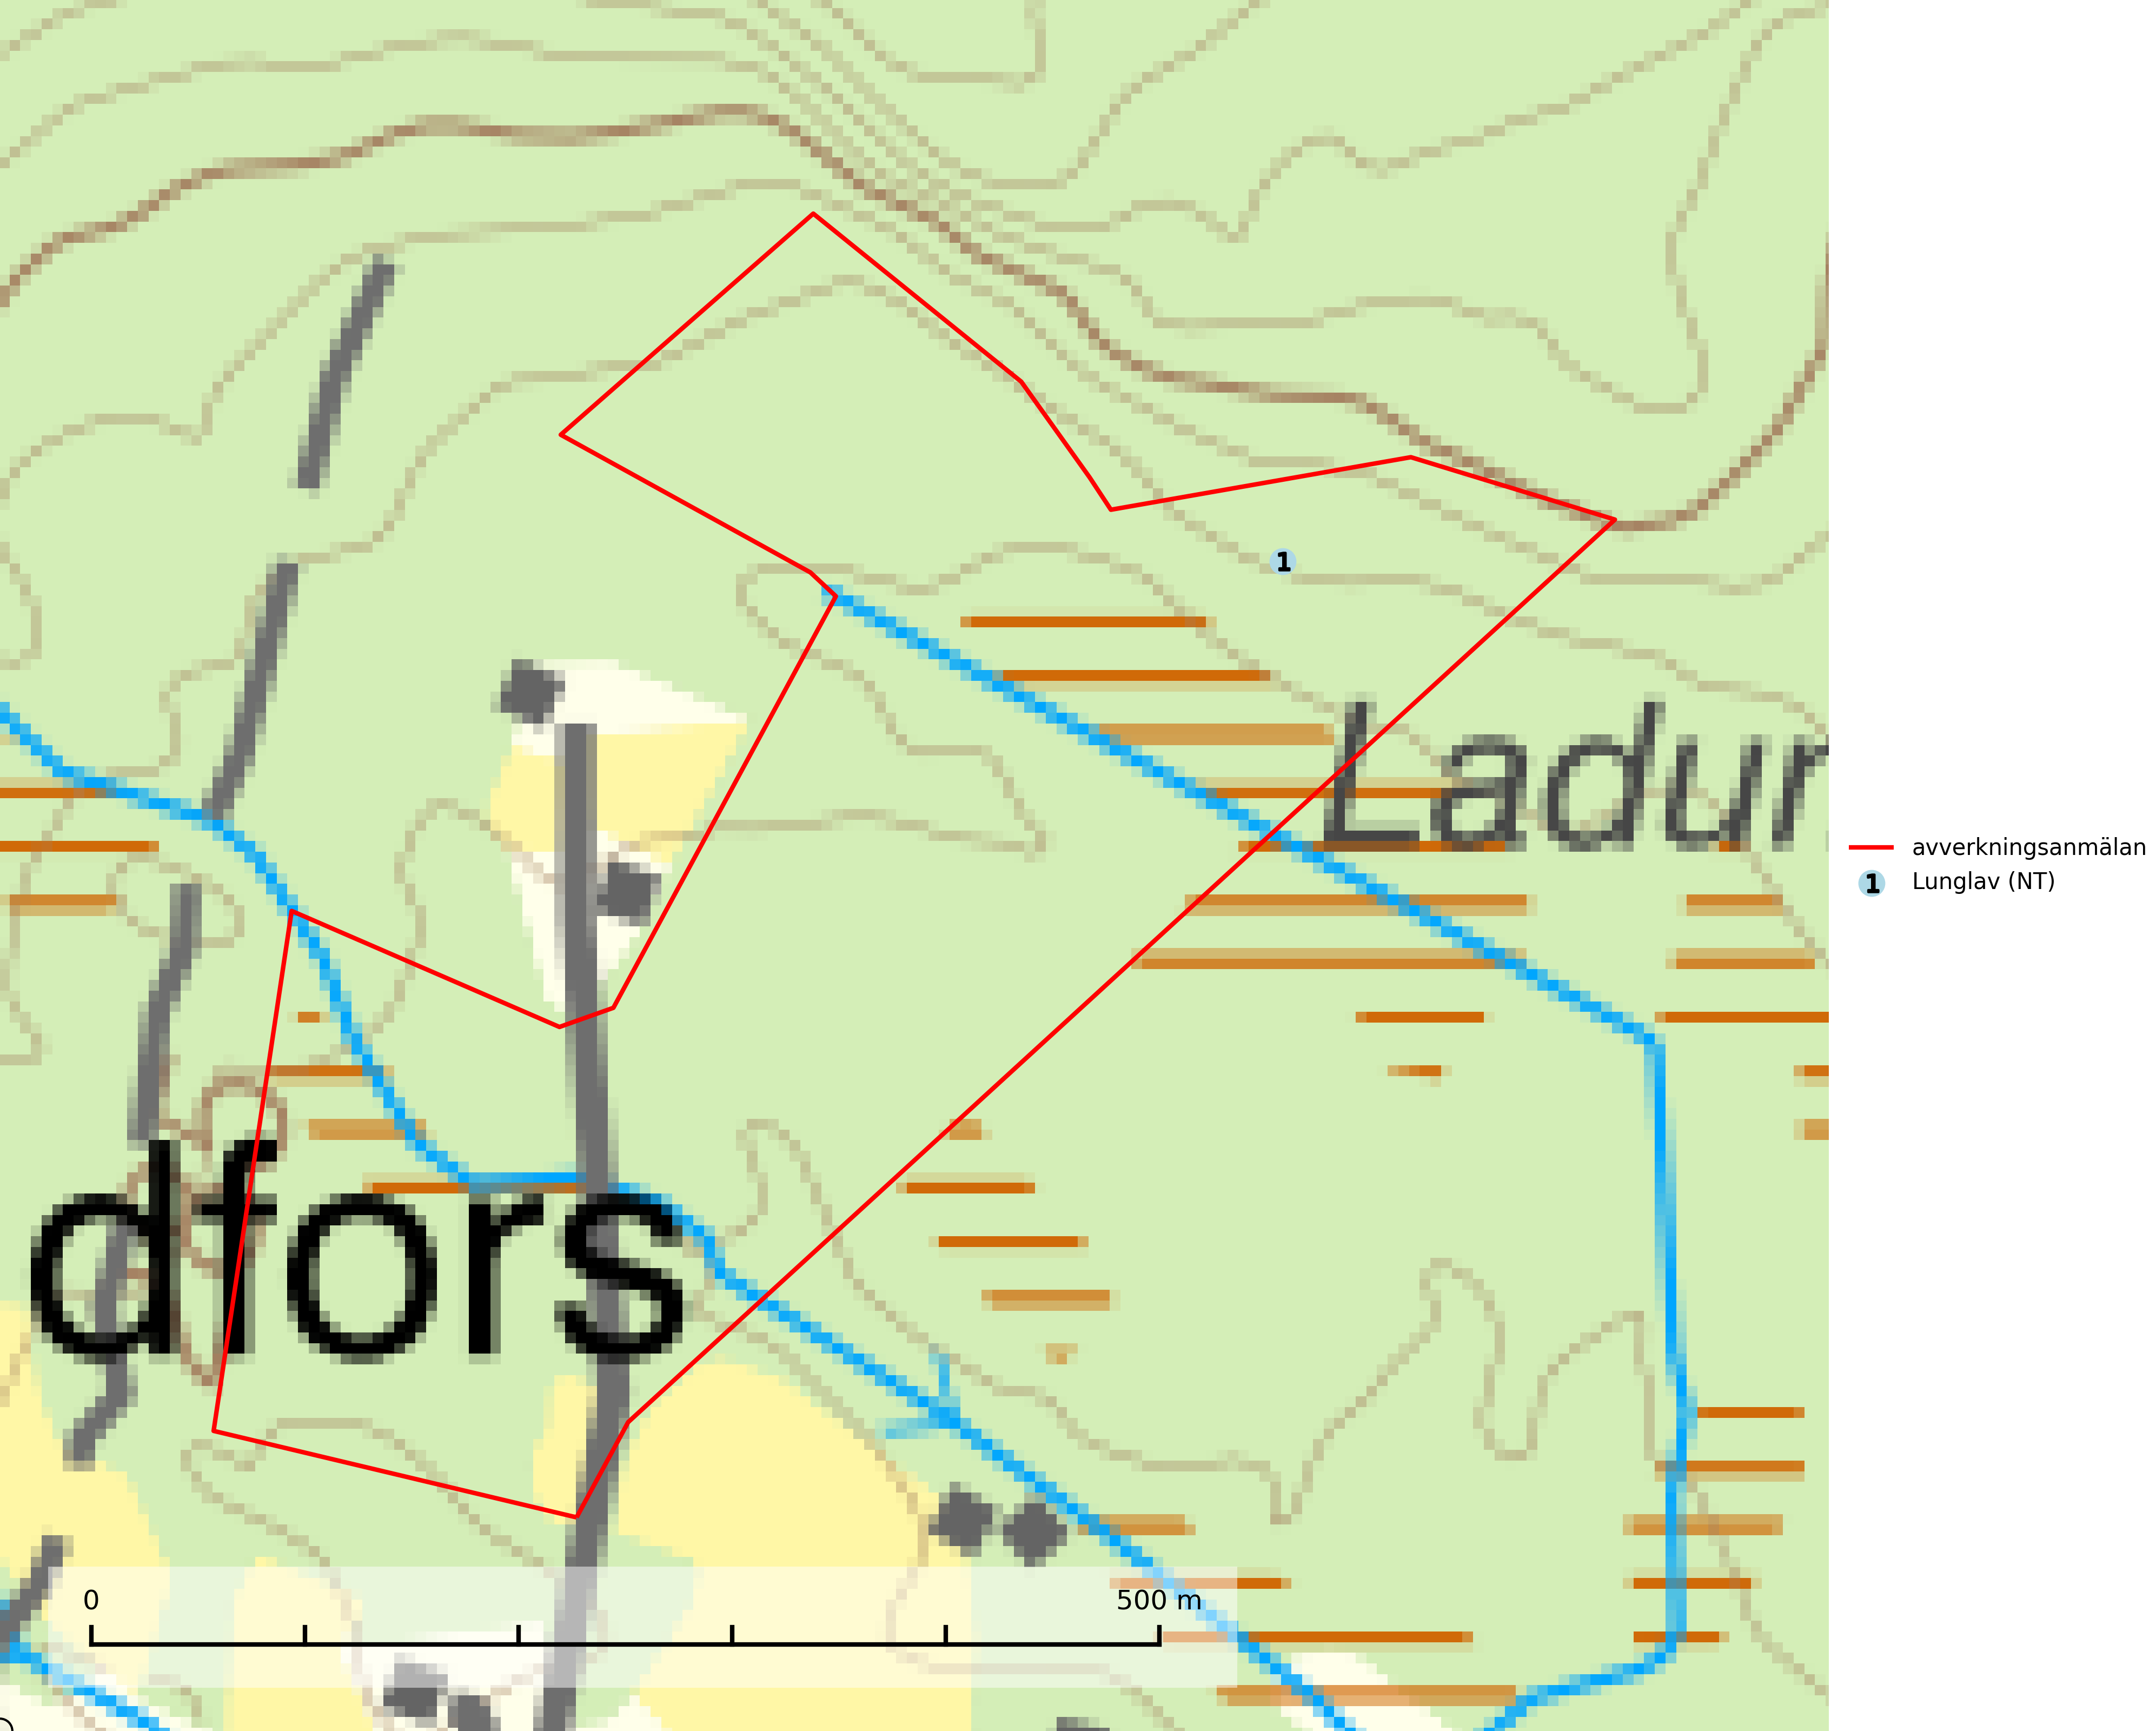 1
Ladur
dfors
0
500 m
avverkningsanmälan
1 Lunglav (NT)